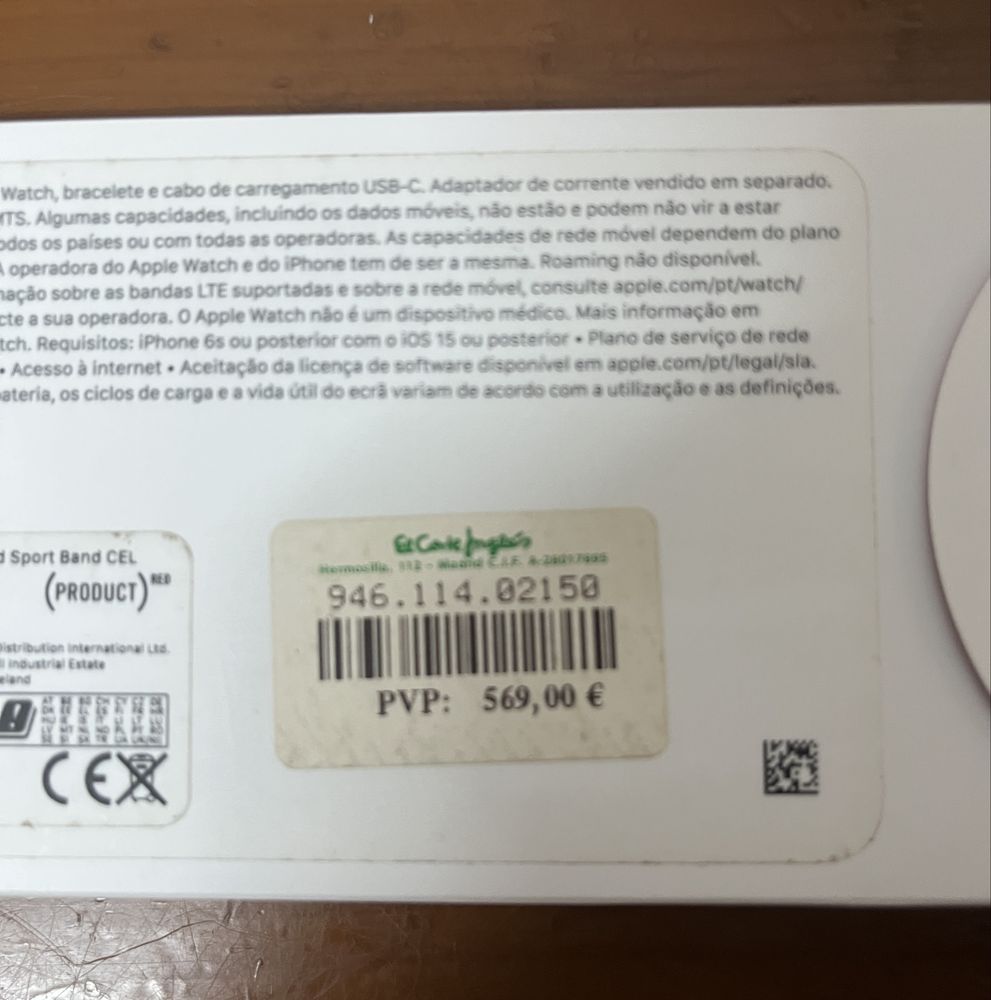 Watch, bracelete e cabo de carregamento USB-C. Adaptador de corrente vendido em separado.
MTS. Algumas capacidades, incluindo os dados móveis, não estão e podem não vir a estar
odos os países ou com todas as operadoras. As capacidades de rede móvel dependem do plano
A operadora do Apple Watch e do iPhone tem de ser a mesma. Roaming não disponível.
mação sobre as bandas LTE suportadas e sobre a rede móvel, consulte apple.com/pt/watch/
cte a sua operadora. O Apple Watch não é um dispositivo médico. Mais informação em
tch. Requisitos: iPhone 6s ou posterior com o iOS 15 ou posterior • Plano de serviço de rede
• Acesso à internet • Aceitação da licença de software disponível em apple.com/pt/legal/sla.
ateria, os ciclos de carga e a vida útil do ecrã variam de acordo com a utilização e as definições.
d Sport Band CEL
(PRODUCT)RED
Distribution International Ltd.
Industrial Estate
eland
CE
El Corte Inglés
Hermosilla, 112 - Madrid C.I.F. A-28017895
946.114.02150
PVP: 569,00 €